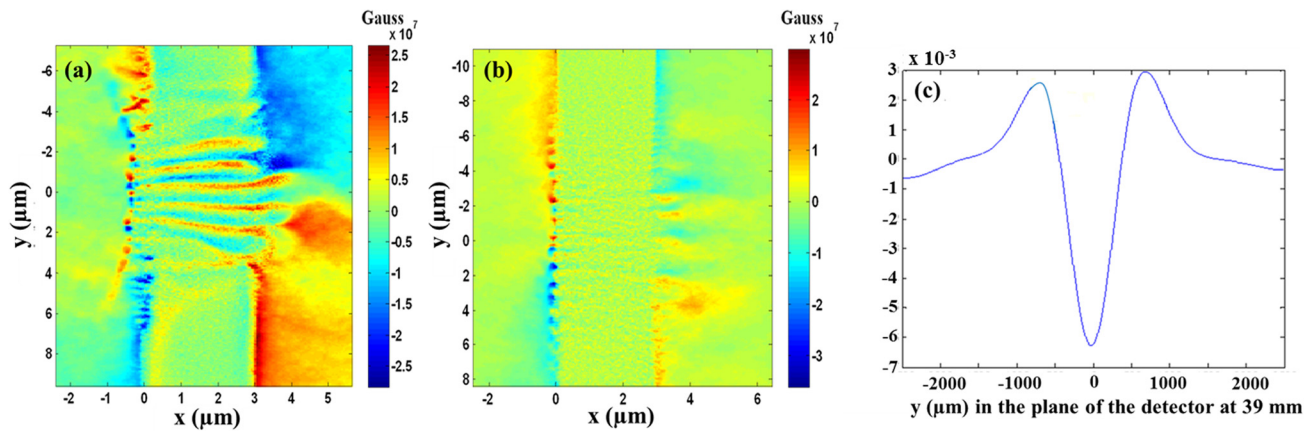 Gauss
x 10⁷
(a)
-6
-4
-2
0
2
4
6
8
y (μm)
-2 -1 0 1 2 3 4 5
x (μm)
2.5
2
1.5
1
0.5
0
-0.5
-1
-1.5
-2
-2.5
Gauss
x 10⁷
(b)
-10
-8
-6
-4
-2
0
2
4
6
8
y (μm)
-2 0 2 4 6
x (μm)
2
1
0
-1
-2
-3
x 10⁻³
(c)
3
2
1
0
-1
-2
-3
-4
-5
-6
-7
-2000 -1000 0 1000 2000
y (μm) in the plane of the detector at 39 mm